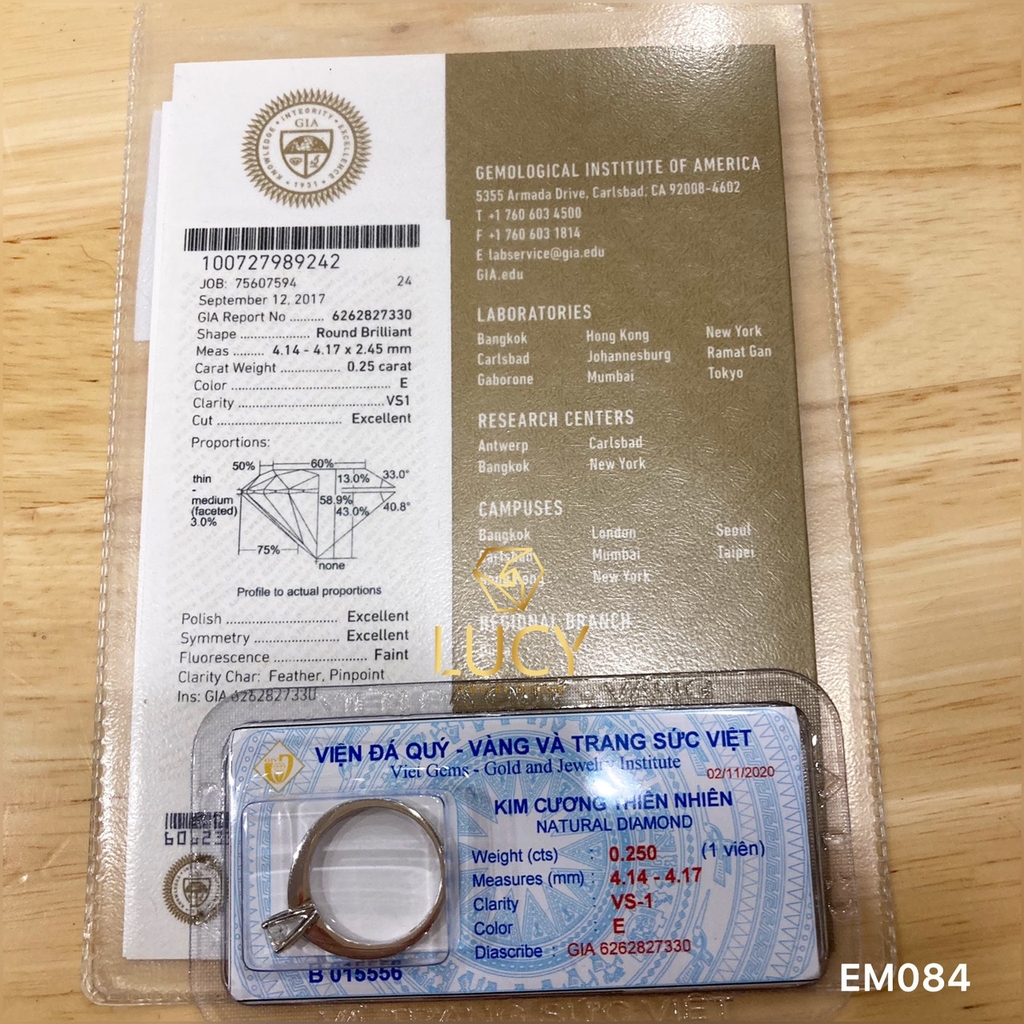 KNOWLEDGE • INTEGRITY • EXCELLENCE
GIA
• 1931 •
100727989242
JOB: 75607594 24
September 12, 2017
GIA Report No .......... 6262827330
Shape .................... Round Brilliant
Meas ......... 4.14 - 4.17 x 2.45 mm
Carat Weight ................. 0.25 carat
Color ............................................ E
Clarity ........................................ VS1
Cut .................................. Excellent
Proportions:
50% 60% 33.0°
thin 13.0%
-
medium 58.9%
(faceted) 43.0% 40.8°
3.0%
75%
none
Profile to actual proportions
Polish ............................... Excellent
Symmetry ........................ Excellent
Fluorescence ......................... Faint
Clarity Char: Feather, Pinpoint
Ins: GIA 6262827330
GEMOLOGICAL INSTITUTE OF AMERICA
5355 Armada Drive, Carlsbad, CA 92008-4602
T +1 760 603 4500
F +1 760 603 1814
E labservice@gia.edu
GIA.edu
LABORATORIES
Bangkok Hong Kong New York
Carlsbad Johannesburg Ramat Gan
Gaborone Mumbai Tokyo
RESEARCH CENTERS
Antwerp Carlsbad
Bangkok New York
CAMPUSES
Bangkok London Seoul
Carlsbad Mumbai Taipei
New York
REGIONAL BRANCH
LUCY
VIỆN ĐÁ QUÝ - VÀNG VÀ TRANG SỨC VIỆT
Viet Gems - Gold and Jewelry Institute
02/11/2020
KIM CƯƠNG THIÊN NHIÊN
NATURAL DIAMOND
Weight (cts) : 0.250 (1 viên)
Measures (mm) : 4.14 - 4.17
Clarity : VS-1
Color : E
Diascribe : GIA 6262827330
B 015556
EM084